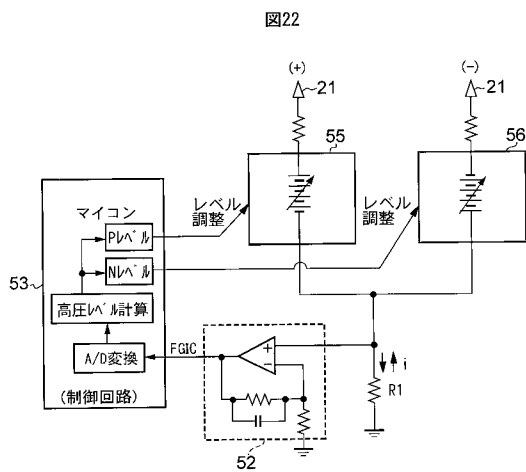 図22
(+)
21
(-)
21
55
56
マイコン
Pレベル
Nレベル
レベル
調整
レベル
調整
53
高圧レベル計算
A/D変換
(制御回路)
FGIC
+
-
i
R1
52